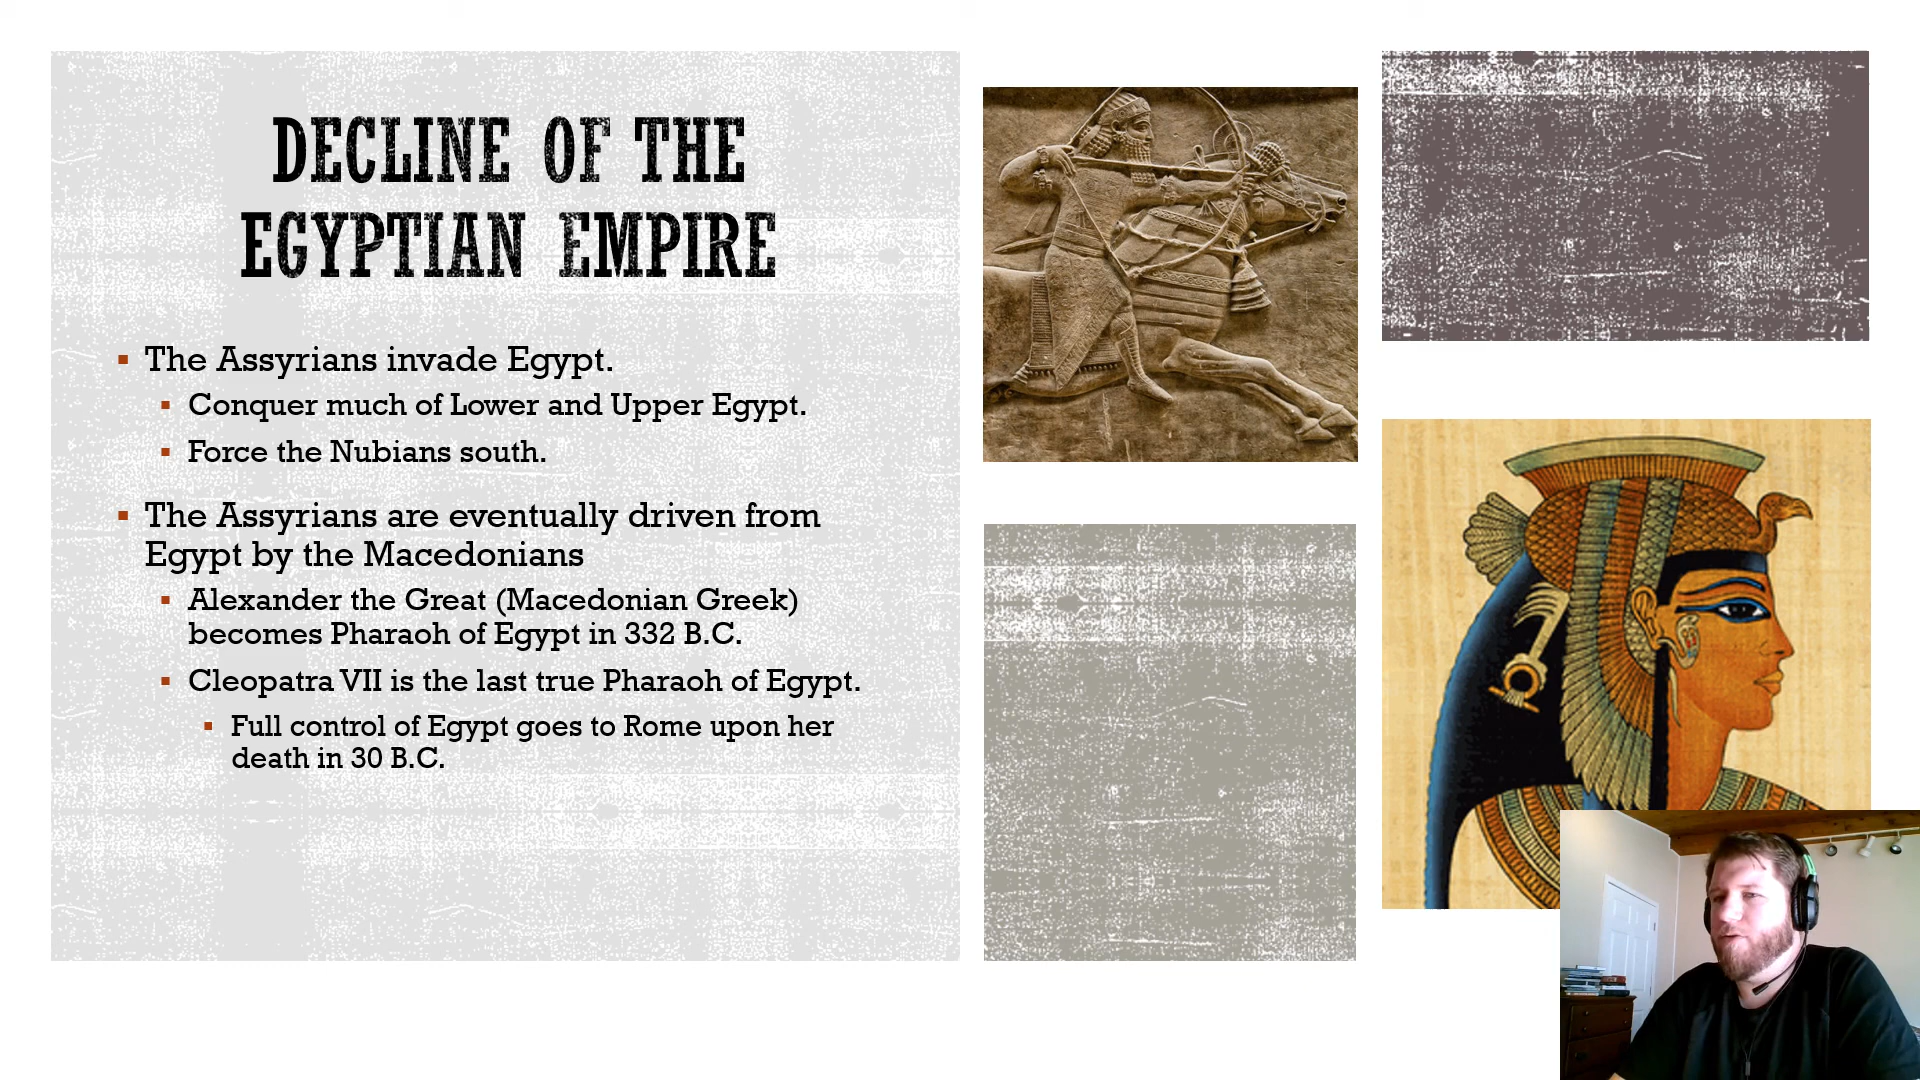 DECLINE OF THE
EGYPTIAN EMPIRE
The Assyrians invade Egypt.
Conquer much of Lower and Upper Egypt.
Force the Nubians south.
The Assyrians are eventually driven from
Egypt by the Macedonians
Alexander the Great (Macedonian Greek)
becomes Pharaoh of Egypt in 332 B.C.
Cleopatra VII is the last true Pharaoh of Egypt.
Full control of Egypt goes to Rome upon her
death in 30 B.C.